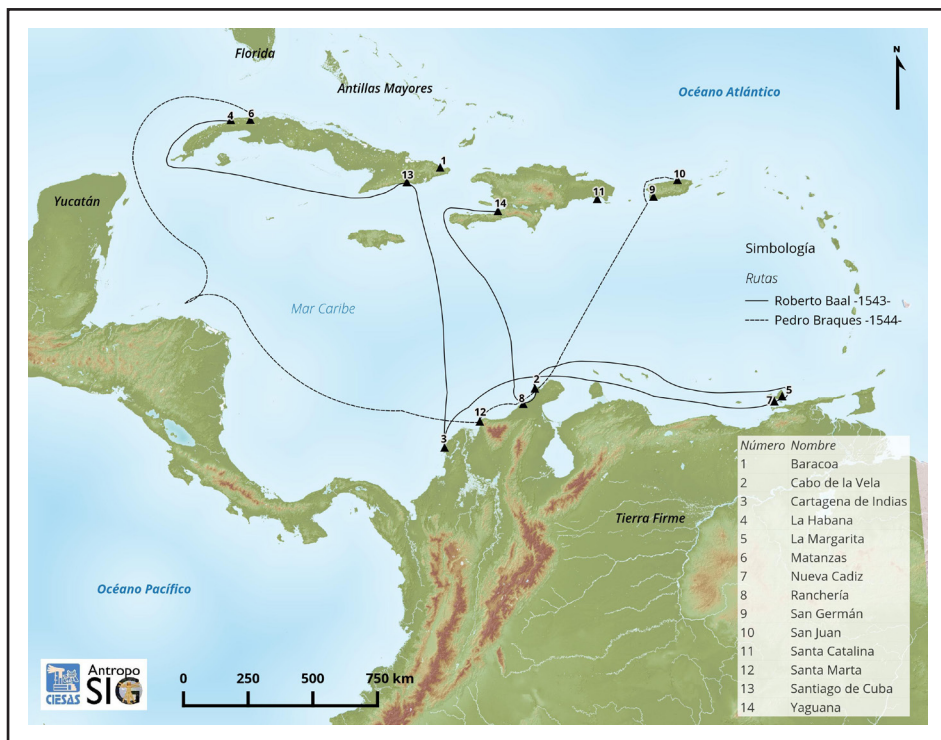 Florida
Antillas Mayores
Océano Atlántico
N
4
6
1
13
10
9
11
14
Yucatán
Simbología
Rutas
Roberto Baal -1543-
Pedro Braques -1544-
Mar Caribe
2
5
7
8
12
3
Número Nombre
1 Baracoa
2 Cabo de la Vela
3 Cartagena de Indias
4 La Habana
5 La Margarita
6 Matanzas
7 Nueva Cadiz
8 Ranchería
9 San Germán
10 San Juan
11 Santa Catalina
12 Santa Marta
13 Santiago de Cuba
14 Yaguana
Tierra Firme
Océano Pacífico
CIESAS
Antropo
SIG
0 250 500 750 km